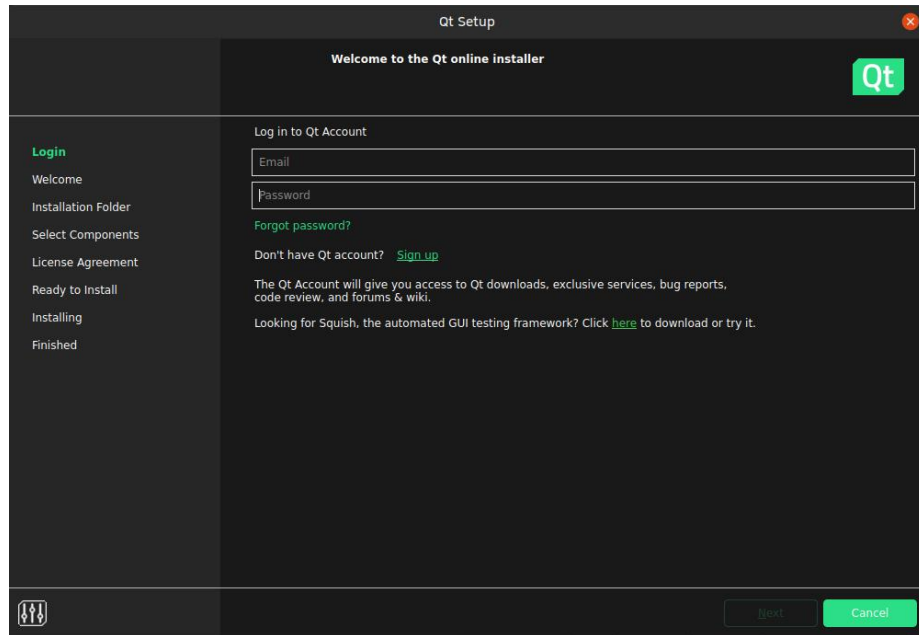 Qt Setup
Welcome to the Qt online installer
Qt
Login
Welcome
Installation Folder
Select Components
License Agreement
Ready to Install
Installing
Finished
Log in to Qt Account
Email
Password
Forgot password?
Don't have Qt account? Sign up
The Qt Account will give you access to Qt downloads, exclusive services, bug reports,
code review, and forums & wiki.
Looking for Squish, the automated GUI testing framework? Click here to download or try it.
Next
Cancel